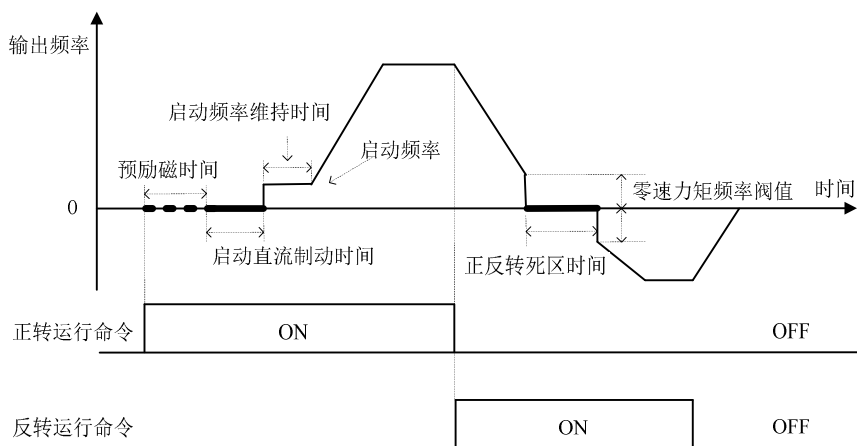 输出频率
启动频率维持时间
启动频率
预励磁时间
零速力矩频率阀值
时间
0
启动直流制动时间
正反转死区时间
正转运行命令
ON
OFF
反转运行命令
ON
OFF